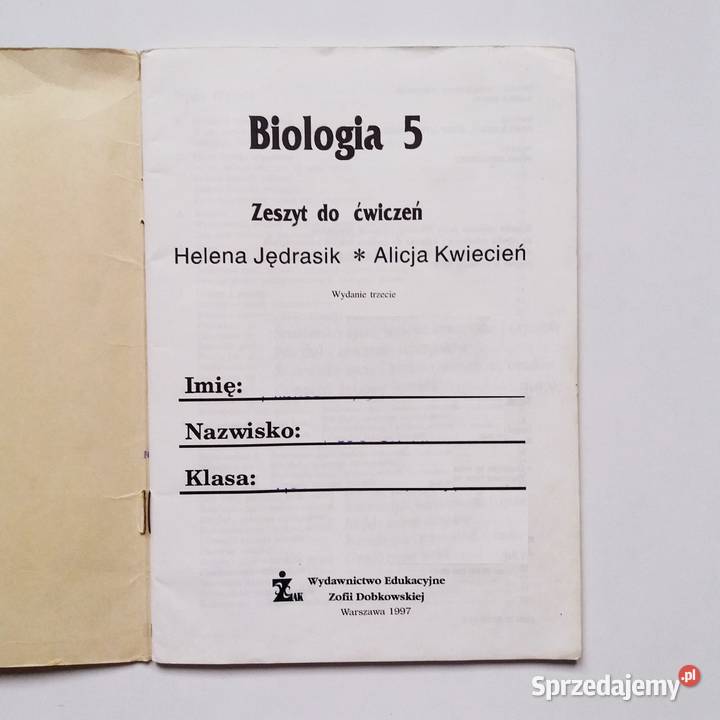 Biologia 5
Zeszyt do ćwiczeń
Helena Jędrasik * Alicja Kwiecień
Wydanie trzecie
Imię:
Nazwisko:
Klasa:
ŻAK
Wydawnictwo Edukacyjne
Zofii Dobkowskiej
Warszawa 1997
Sprzedajemy.pl